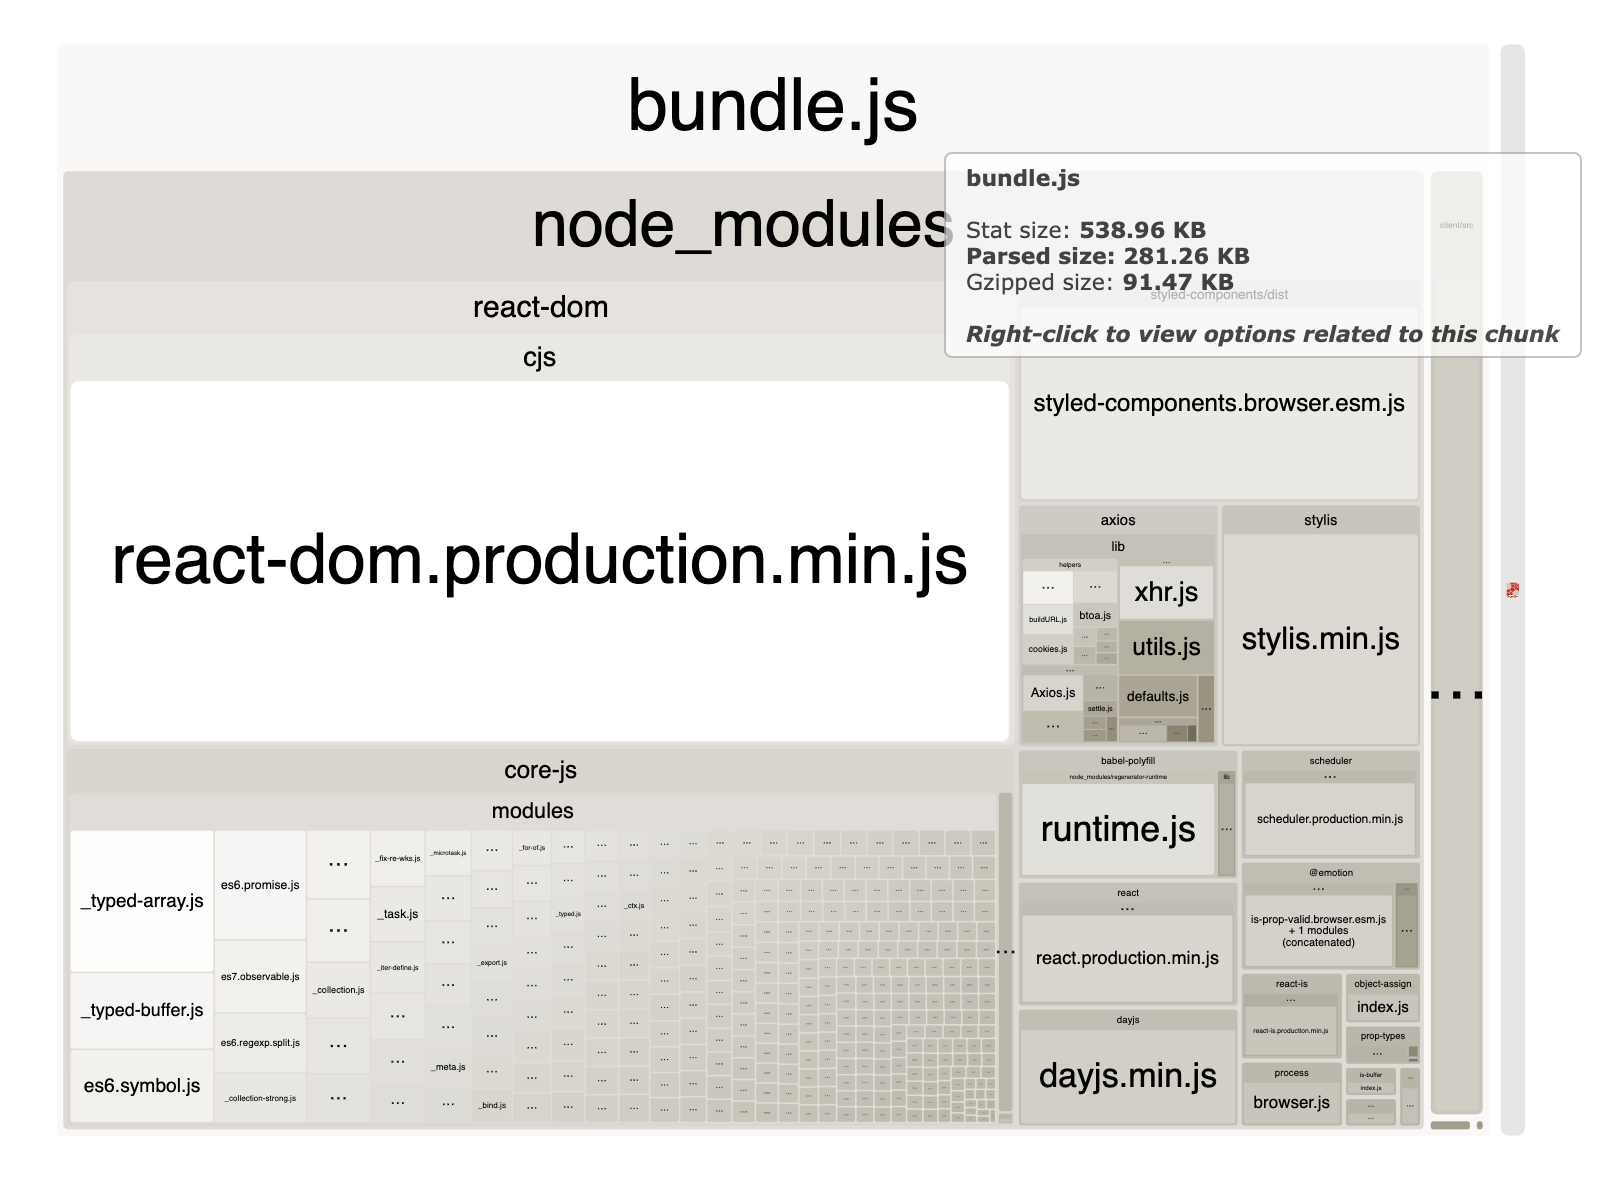 bundle.js
node_modules
bundle.js
Stat size: 538.96 KB
Parsed size: 281.26 KB
Gzipped size: 91.47 KB
Right-click to view options related to this chunk
client/src
react-dom
cjs
react-dom.production.min.js
styled-components/dist
styled-components.browser.esm.js
axios
lib
helpers
...
...
...
buildURL.js
btoa.js
cookies.js
xhr.js
utils.js
...
Axios.js
...
settle.js
...
defaults.js
...
stylis
stylis.min.js
...
core-js
modules
_typed-array.js
_typed-buffer.js
es6.symbol.js
es6.promise.js
es7.observable.js
es6.regexp.split.js
_collection-strong.js
...
...
_collection.js
...
...
_fix-re-wks.js
_task.js
_iter-define.js
...
...
...
_microtask.js
...
...
...
...
_meta.js
...
...
...
_export.js
...
...
...
_bind.js
_for-of.js
_typed.js
_ctx.js
...
babel-polyfill
node_modules/regenerator-runtime
lib
runtime.js
...
scheduler
...
scheduler.production.min.js
react
...
react.production.min.js
@emotion
...
is-prop-valid.browser.esm.js
+ 1 modules
(concatenated)
...
dayjs
dayjs.min.js
react-is
...
react-is.production.min.js
object-assign
index.js
prop-types
...
process
browser.js
is-buffer
index.js
...
...
...